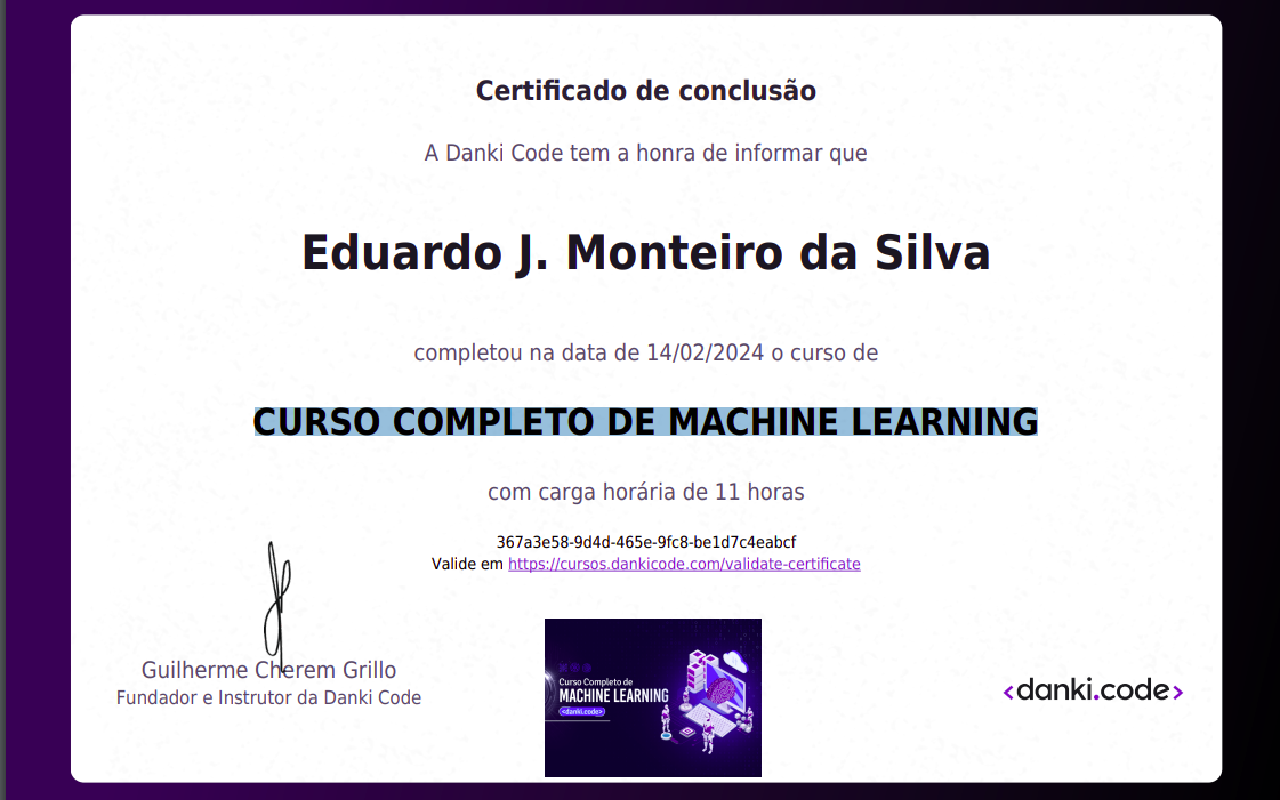 Certificado de conclusão
A Danki Code tem a honra de informar que
Eduardo J. Monteiro da Silva
completou na data de 14/02/2024 o curso de
CURSO COMPLETO DE MACHINE LEARNING
com carga horária de 11 horas
367a3e58-9d4d-465e-9fc8-be1d7c4eabcf
Valide em https://cursos.dankicode.com/validate-certificate
Guilherme Cherem Grillo
Fundador e Instrutor da Danki Code
Curso Completo de
MACHINE LEARNING
<danki.code>
<danki.code>